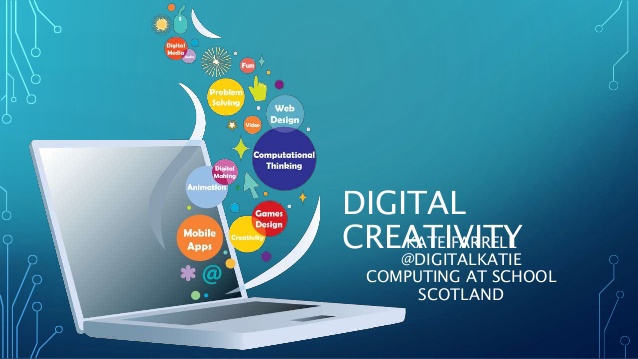 Digital
Media
Audio
Fun
Problem
Solving
Web
Design
Video
Computational
Thinking
Digital
Making
Animation
Games
Design
Mobile
Apps
Creativity
@
DIGITAL
CREATIVITY
KATE FARRELL
@DIGITALKATIE
COMPUTING AT SCHOOL
SCOTLAND